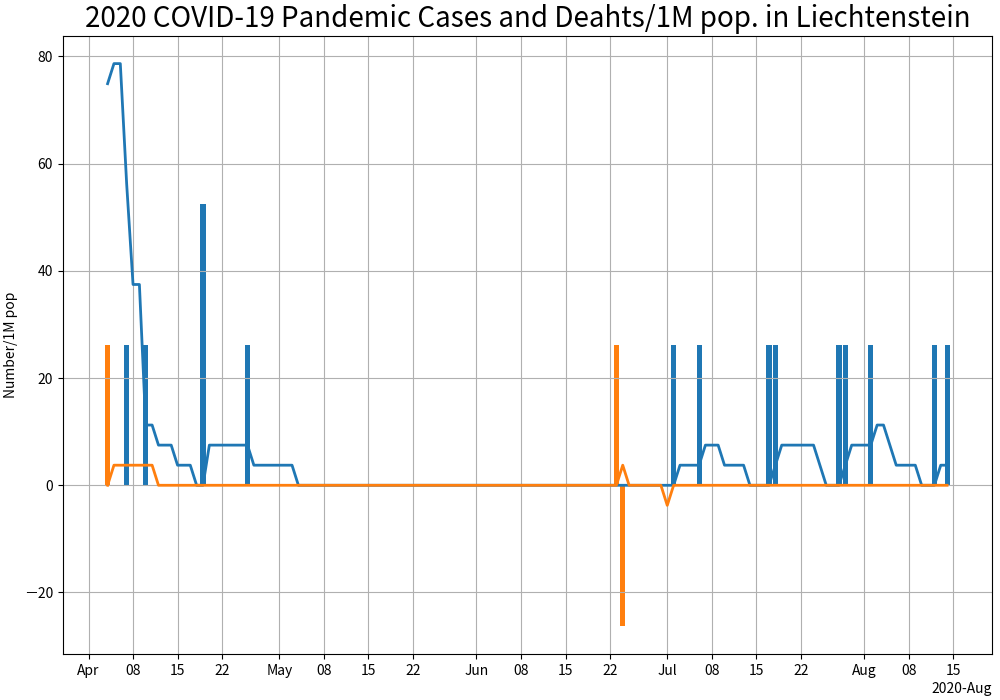 2020 COVID-19 Pandemic Cases and Deahts/1M pop. in Liechtenstein
Number/1M pop
80
60
40
20
0
−20
Apr 08 15 22 May 08 15 22 Jun 08 15 22 Jul 08 15 22 Aug 08 15
2020-Aug